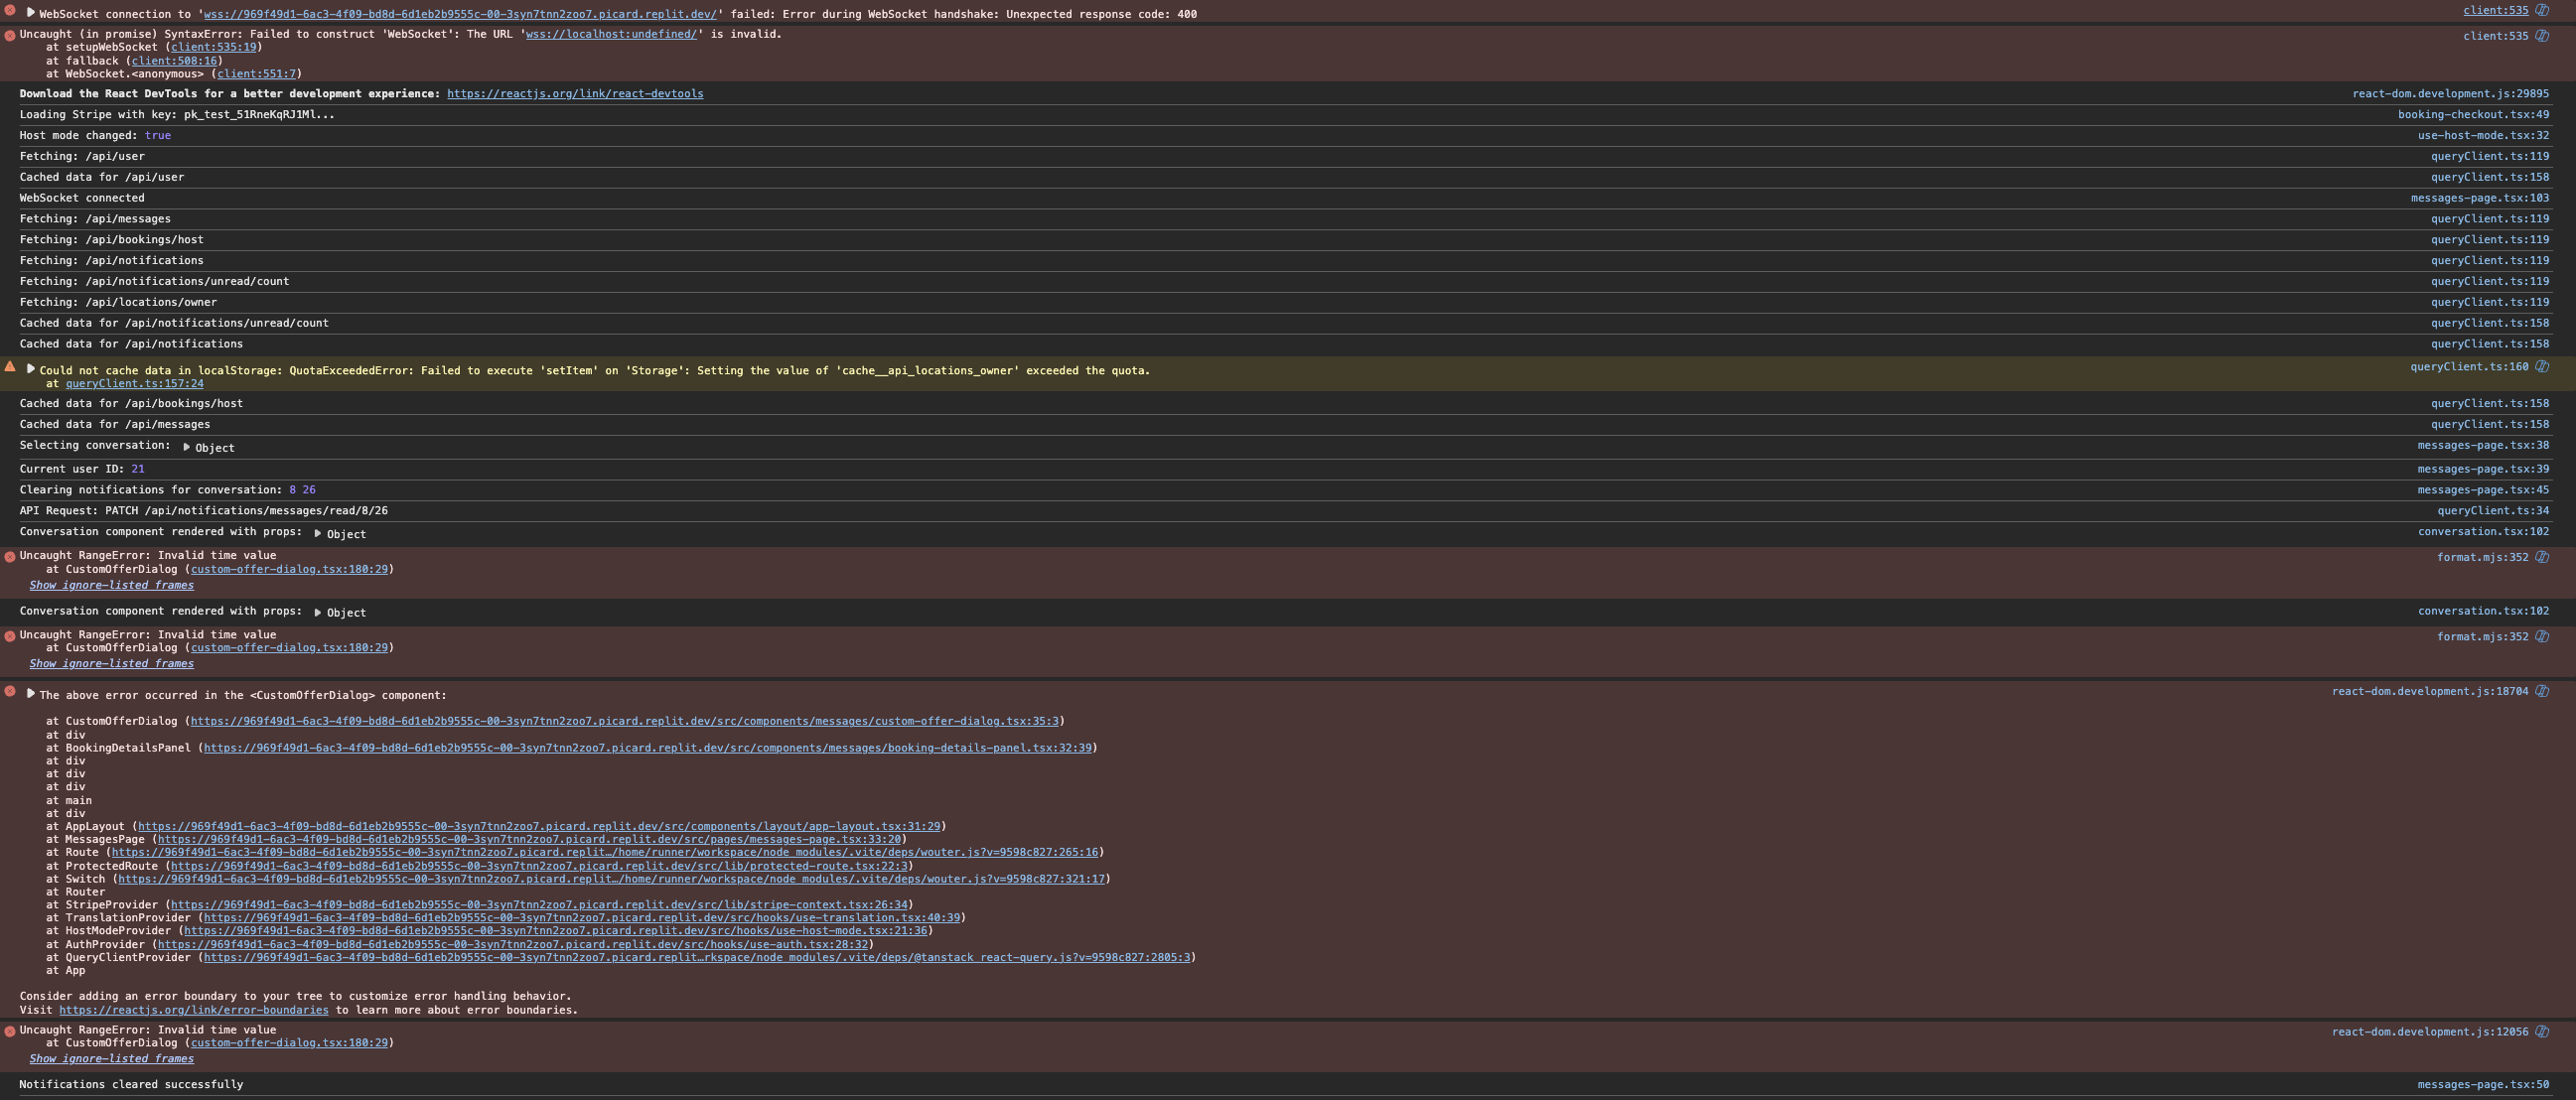 WebSocket connection to 'wss://969f49d1-6ac3-4f09-bd8d-6d1eb2b9555c-00-3syn7tnn2zoo7.picard.replit.dev/' failed: Error during WebSocket handshake: Unexpected response code: 400 client:535
Uncaught (in promise) SyntaxError: Failed to construct 'WebSocket': The URL 'wss://localhost:undefined/' is invalid. client:535
at setupWebSocket (client:535:19)
at fallback (client:508:16)
at WebSocket.<anonymous> (client:551:7)
Download the React DevTools for a better development experience: https://reactjs.org/link/react-devtools react-dom.development.js:29895
Loading Stripe with key: pk_test_51RneKqRJ1Ml... booking-checkout.tsx:49
Host mode changed: true use-host-mode.tsx:32
Fetching: /api/user queryClient.ts:119
Cached data for /api/user queryClient.ts:158
WebSocket connected messages-page.tsx:103
Fetching: /api/messages queryClient.ts:119
Fetching: /api/bookings/host queryClient.ts:119
Fetching: /api/notifications queryClient.ts:119
Fetching: /api/notifications/unread/count queryClient.ts:119
Fetching: /api/locations/owner queryClient.ts:119
Cached data for /api/notifications/unread/count queryClient.ts:158
Cached data for /api/notifications queryClient.ts:158
Could not cache data in localStorage: QuotaExceededError: Failed to execute 'setItem' on 'Storage': Setting the value of 'cache__api_locations_owner' exceeded the quota. queryClient.ts:160
at queryClient.ts:157:24
Cached data for /api/bookings/host queryClient.ts:158
Cached data for /api/messages queryClient.ts:158
Selecting conversation: Object messages-page.tsx:38
Current user ID: 21 messages-page.tsx:39
Clearing notifications for conversation: 8 26 messages-page.tsx:45
API Request: PATCH /api/notifications/messages/read/8/26 queryClient.ts:34
Conversation component rendered with props: Object conversation.tsx:102
Uncaught RangeError: Invalid time value format.mjs:352
at CustomOfferDialog (custom-offer-dialog.tsx:180:29)
Show ignore-listed frames
Conversation component rendered with props: Object conversation.tsx:102
Uncaught RangeError: Invalid time value format.mjs:352
at CustomOfferDialog (custom-offer-dialog.tsx:180:29)
Show ignore-listed frames
The above error occurred in the <CustomOfferDialog> component: react-dom.development.js:18704
at CustomOfferDialog (https://969f49d1-6ac3-4f09-bd8d-6d1eb2b9555c-00-3syn7tnn2zoo7.picard.replit.dev/src/components/messages/custom-offer-dialog.tsx:35:3)
at div
at BookingDetailsPanel (https://969f49d1-6ac3-4f09-bd8d-6d1eb2b9555c-00-3syn7tnn2zoo7.picard.replit.dev/src/components/messages/booking-details-panel.tsx:32:39)
at div
at div
at div
at main
at div
at AppLayout (https://969f49d1-6ac3-4f09-bd8d-6d1eb2b9555c-00-3syn7tnn2zoo7.picard.replit.dev/src/components/layout/app-layout.tsx:31:29)
at MessagesPage (https://969f49d1-6ac3-4f09-bd8d-6d1eb2b9555c-00-3syn7tnn2zoo7.picard.replit.dev/src/pages/messages-page.tsx:33:20)
at Route (https://969f49d1-6ac3-4f09-bd8d-6d1eb2b9555c-00-3syn7tnn2zoo7.picard.replit…/home/runner/workspace/node_modules/.vite/deps/wouter.js?v=9598c827:265:16)
at ProtectedRoute (https://969f49d1-6ac3-4f09-bd8d-6d1eb2b9555c-00-3syn7tnn2zoo7.picard.replit.dev/src/lib/protected-route.tsx:22:3)
at Switch (https://969f49d1-6ac3-4f09-bd8d-6d1eb2b9555c-00-3syn7tnn2zoo7.picard.replit…/home/runner/workspace/node_modules/.vite/deps/wouter.js?v=9598c827:321:17)
at Router
at StripeProvider (https://969f49d1-6ac3-4f09-bd8d-6d1eb2b9555c-00-3syn7tnn2zoo7.picard.replit.dev/src/lib/stripe-context.tsx:26:34)
at TranslationProvider (https://969f49d1-6ac3-4f09-bd8d-6d1eb2b9555c-00-3syn7tnn2zoo7.picard.replit.dev/src/hooks/use-translation.tsx:40:39)
at HostModeProvider (https://969f49d1-6ac3-4f09-bd8d-6d1eb2b9555c-00-3syn7tnn2zoo7.picard.replit.dev/src/hooks/use-host-mode.tsx:21:36)
at AuthProvider (https://969f49d1-6ac3-4f09-bd8d-6d1eb2b9555c-00-3syn7tnn2zoo7.picard.replit.dev/src/hooks/use-auth.tsx:28:32)
at QueryClientProvider (https://969f49d1-6ac3-4f09-bd8d-6d1eb2b9555c-00-3syn7tnn2zoo7.picard.replit…rkspace/node_modules/.vite/deps/@tanstack_react-query.js?v=9598c827:2805:3)
at App
Consider adding an error boundary to your tree to customize error handling behavior.
Visit https://reactjs.org/link/error-boundaries to learn more about error boundaries.
Uncaught RangeError: Invalid time value react-dom.development.js:12056
at CustomOfferDialog (custom-offer-dialog.tsx:180:29)
Show ignore-listed frames
Notifications cleared successfully messages-page.tsx:50